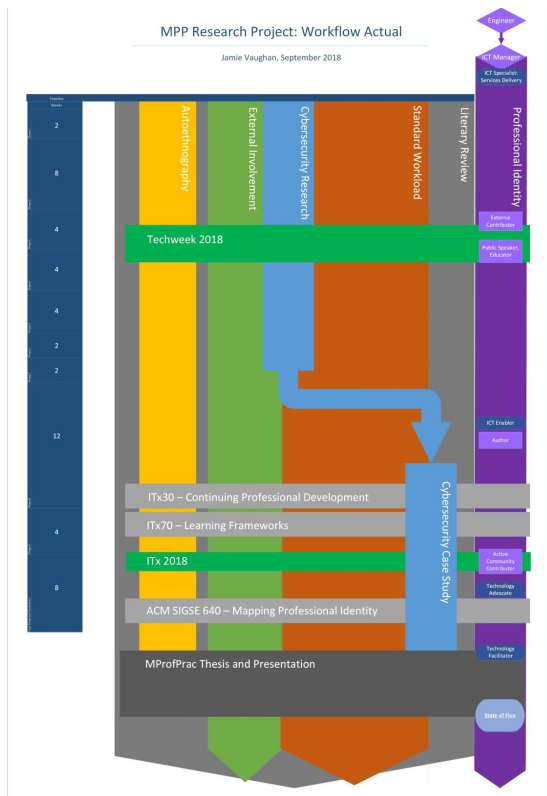 MPP Research Project: Workflow Actual
Jamie Vaughan, September 2018
Engineer
ICT Manager
ICT Specialist:
Services Delivery
Timeline
Weeks
2
8
4
4
4
2
2
12
4
8
Autoethnography
External Involvement
Cybersecurity Research
Standard Workload
Literary Review
Professional Identity
External
Contributor
Techweek 2018
Public Speaker,
Educator
ICT Enabler
Author
Cybersecurity Case Study
ITx30 – Continuing Professional Development
ITx70 – Learning Frameworks
ITx 2018
Active
Community
Contributor
Technology
Advocate
ACM SIGSE 640 – Mapping Professional Identity
Technology
Facilitator
MProfPrac Thesis and Presentation
State of Flux